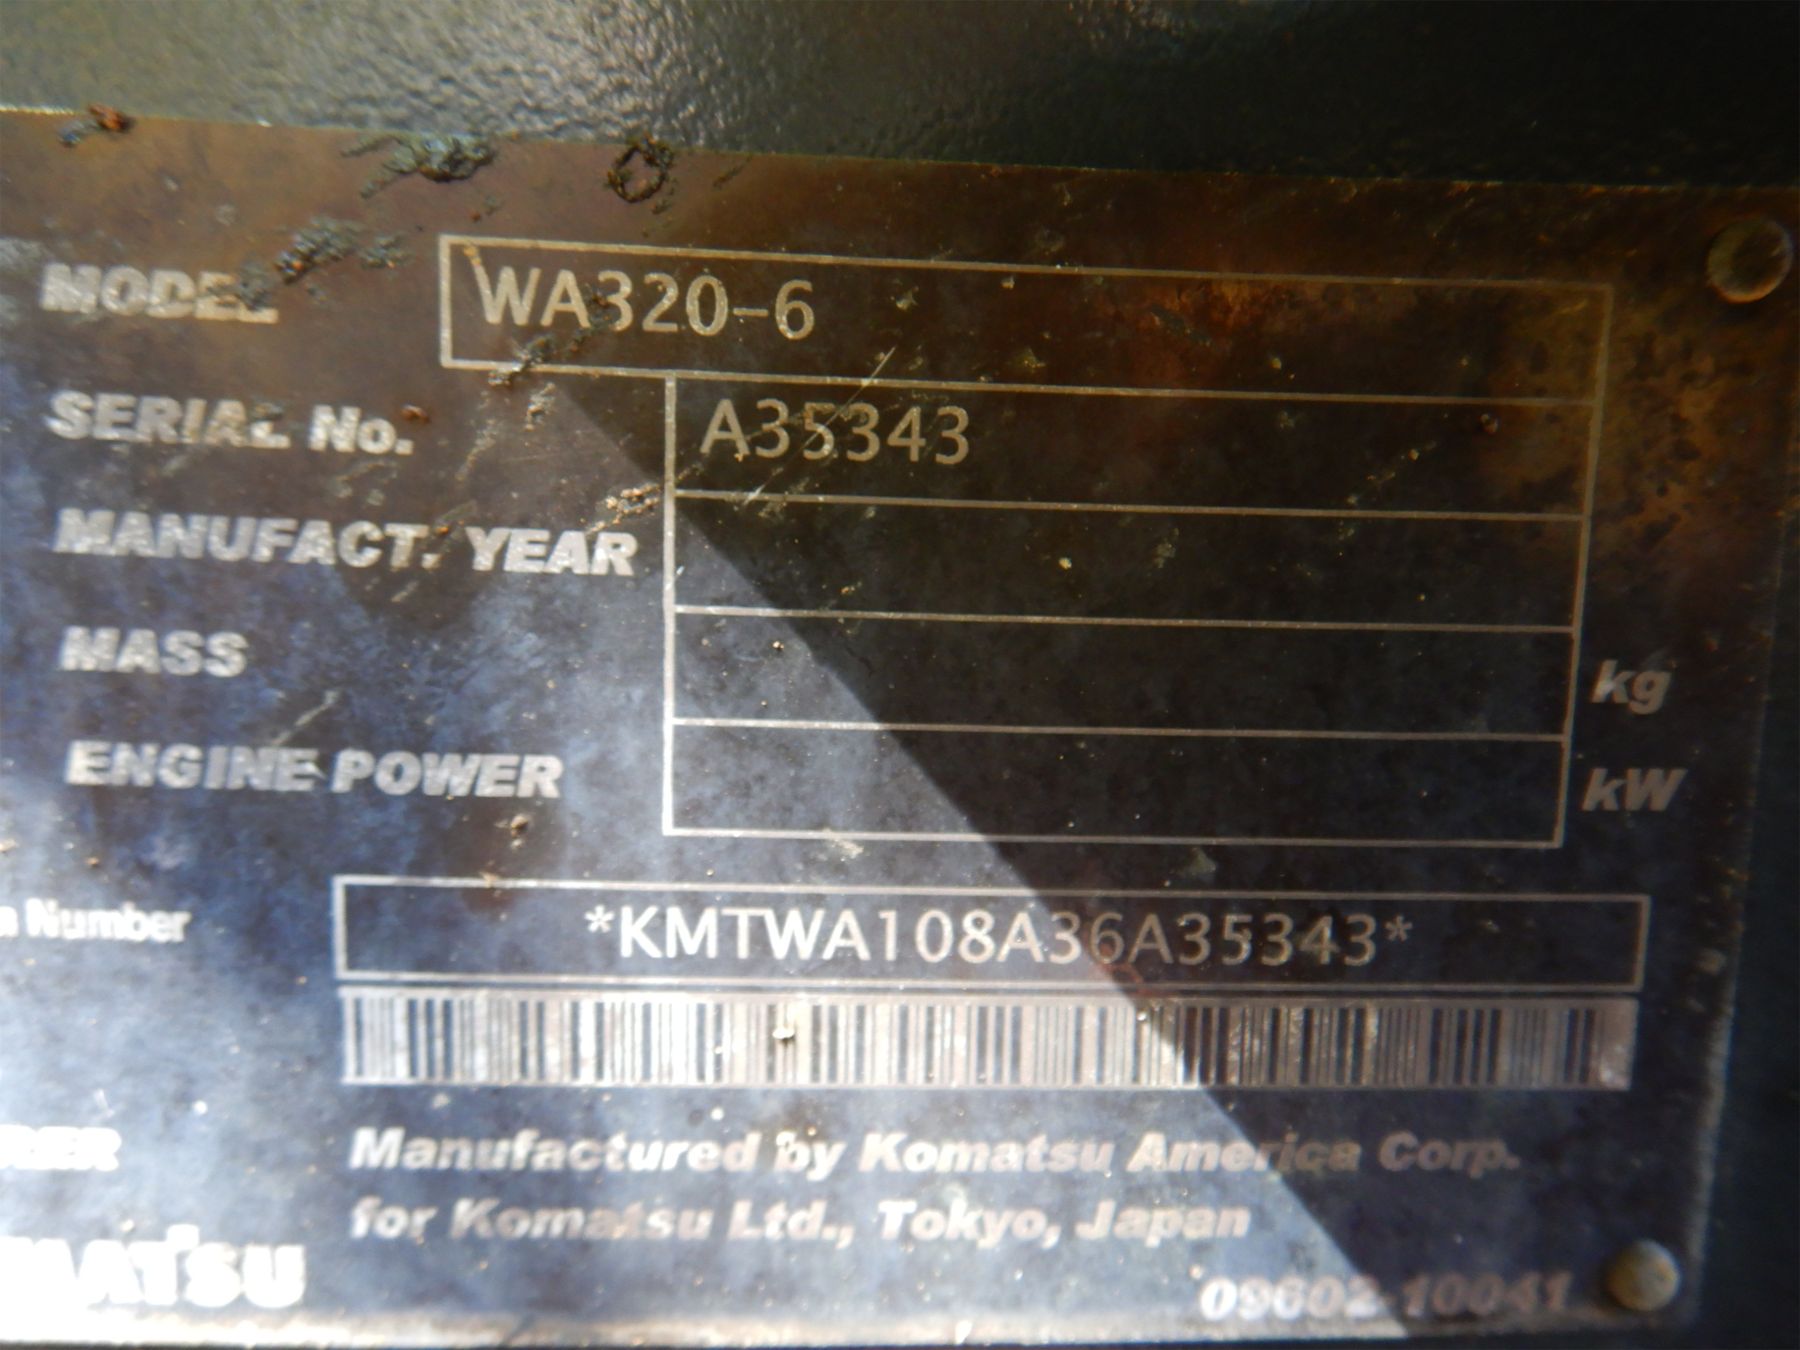 MODEL WA320-6
SERIAL No. A35343
MANUFACT. YEAR
MASS kg
ENGINE POWER kW
Number *KMTWA108A36A35343*
Manufactured by Komatsu America Corp.
for Komatsu Ltd., Tokyo, Japan
09602-10041